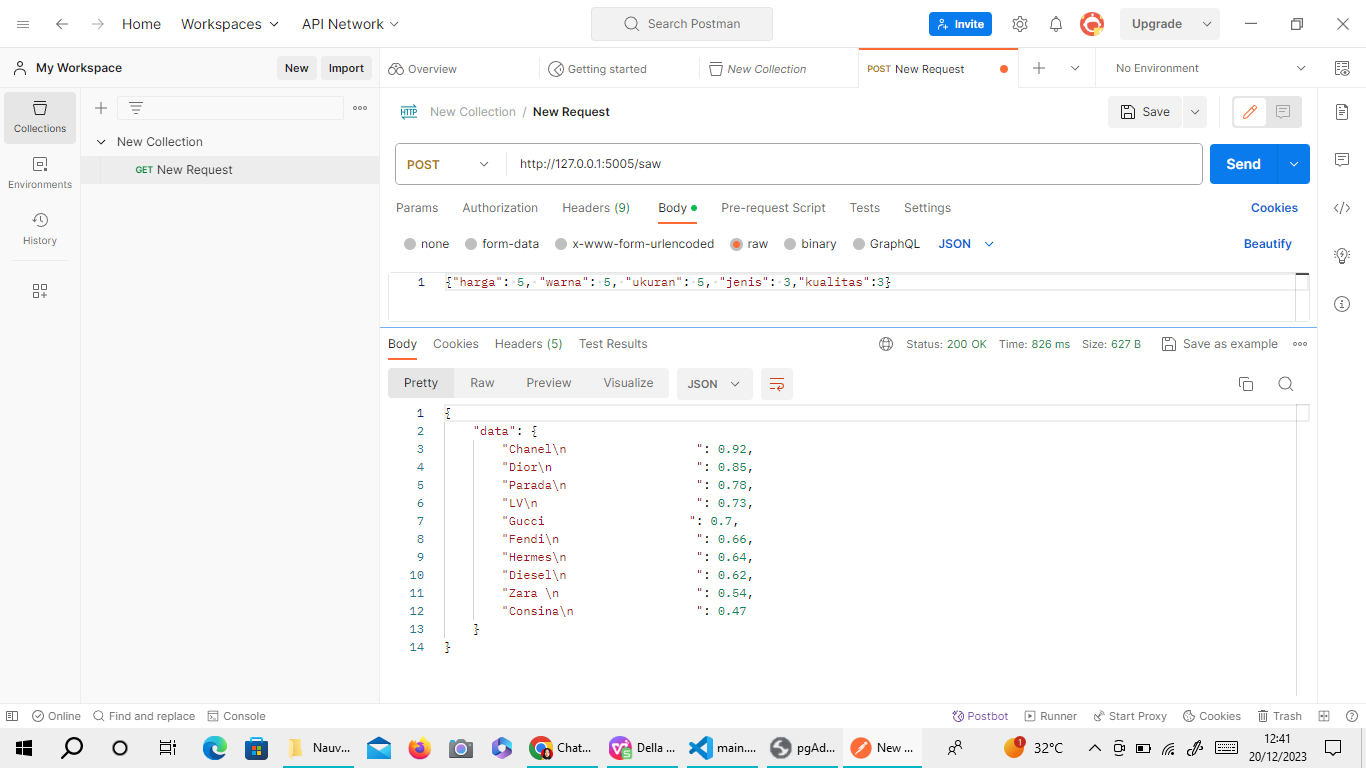 Home Workspaces API Network Search Postman Invite Upgrade
My Workspace New Import Overview Getting started New Collection POST New Request No Environment
Collections
Environments
History
New Collection
GET New Request
HTTP New Collection / New Request Save
POST http://127.0.0.1:5005/saw Send
Params Authorization Headers (9) Body Pre-request Script Tests Settings Cookies
none form-data x-www-form-urlencoded raw binary GraphQL JSON Beautify
1 {"harga": 5, "warna": 5, "ukuran": 5, "jenis": 3,"kualitas":3}
Body Cookies Headers (5) Test Results Status: 200 OK Time: 826 ms Size: 627 B Save as example
Pretty Raw Preview Visualize JSON
1 {
2 "data": {
3 "Chanel\n ": 0.92,
4 "Dior\n ": 0.85,
5 "Parada\n ": 0.78,
6 "LV\n ": 0.73,
7 "Gucci ": 0.7,
8 "Fendi\n ": 0.66,
9 "Hermes\n ": 0.64,
10 "Diesel\n ": 0.62,
11 "Zara \n ": 0.54,
12 "Consina\n ": 0.47
13 }
14 }
Online Find and replace Console Postbot Runner Start Proxy Cookies Trash
Nauv... Chat... Della ... main.... pgAd... New ... 1 32°C 12:41
20/12/2023